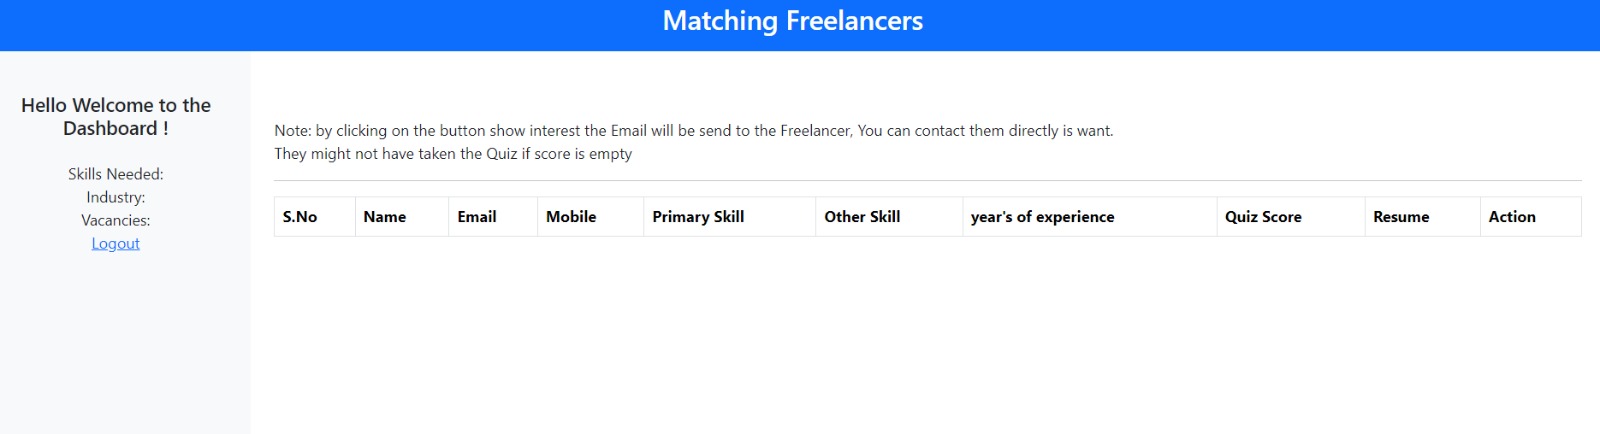 Matching Freelancers
Hello Welcome to the
Dashboard !
Skills Needed:
Industry:
Vacancies:
Logout
Note: by clicking on the button show interest the Email will be send to the Freelancer, You can contact them directly is want.
They might not have taken the Quiz if score is empty
S.No Name Email Mobile Primary Skill Other Skill year's of experience Quiz Score Resume Action